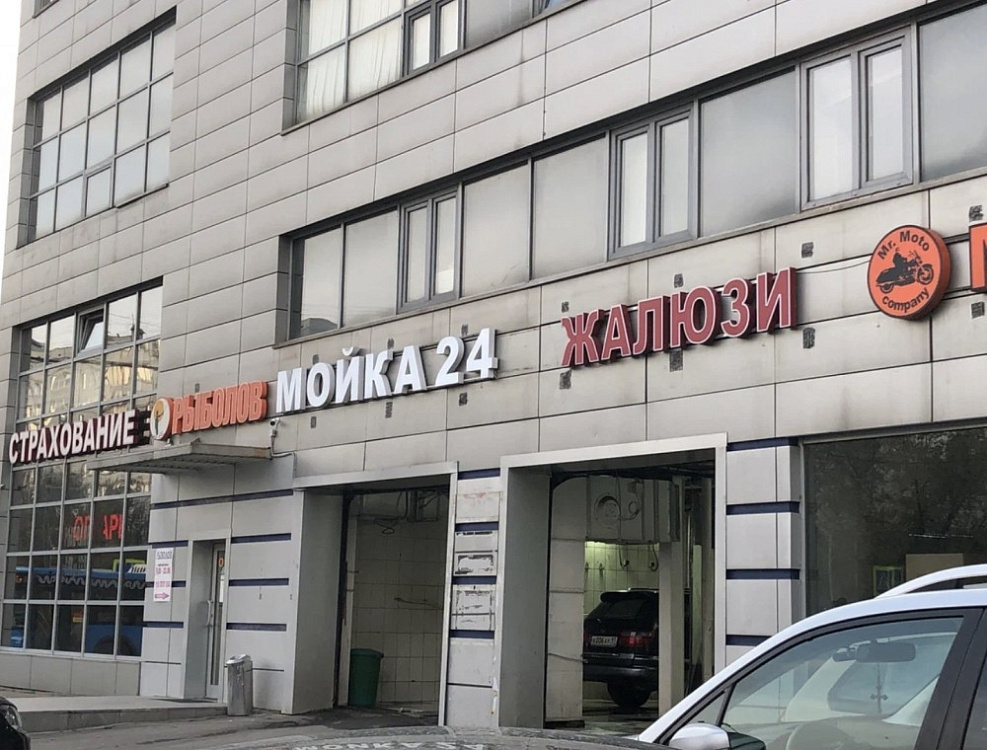 СТРАХОВАНИЕ
РЫБОЛОВ
МОЙКА 24
ЖАЛЮЗИ
Mr. Moto
company